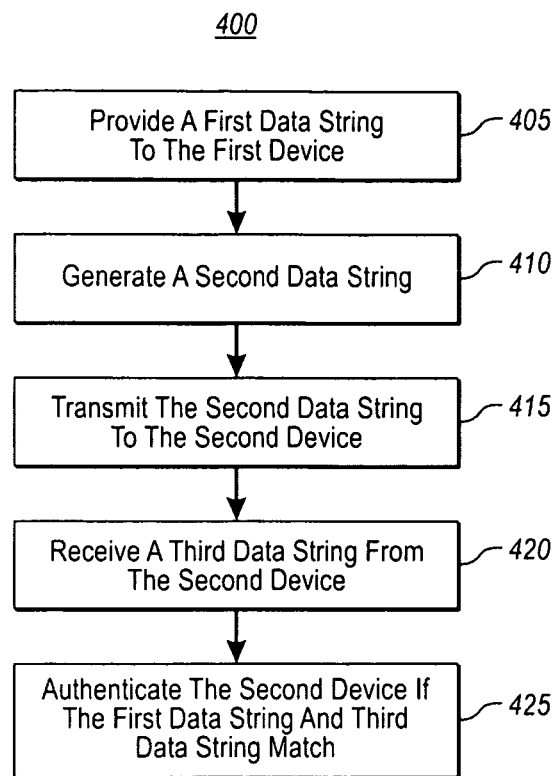 400
Provide A First Data String
To The First Device
405
Generate A Second Data String
410
Transmit The Second Data String
To The Second Device
415
Receive A Third Data String From
The Second Device
420
Authenticate The Second Device If
The First Data String And Third
Data String Match
425